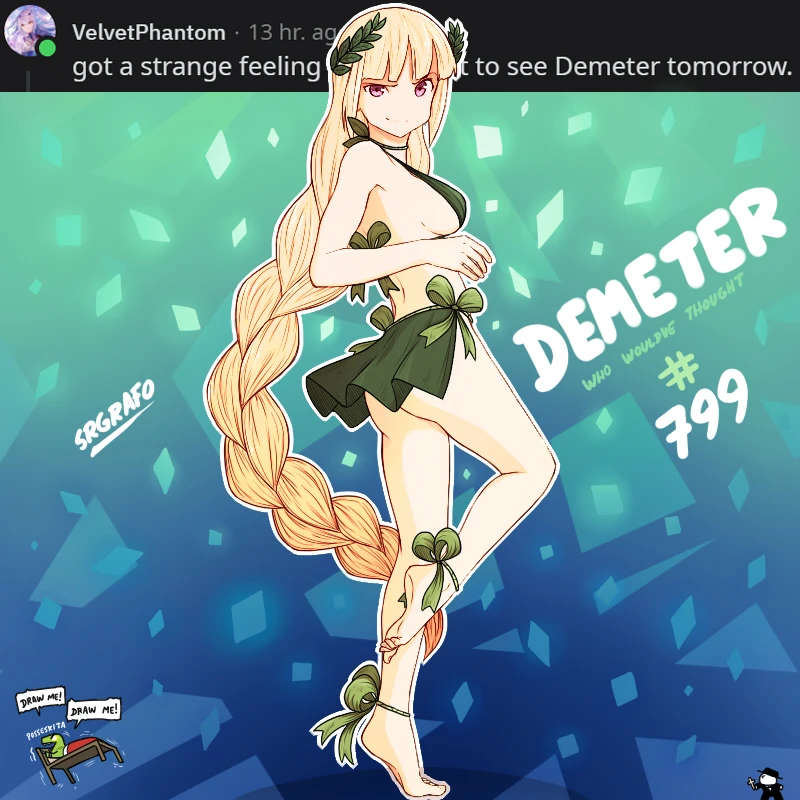 VelvetPhantom · 13 hr. ag
got a strange feeling t to see Demeter tomorrow.
DEMETER
WHO WOULDVE THOUGHT
#
799
SRGRAFO
DRAW ME!
DRAW ME!
POSSESKITA